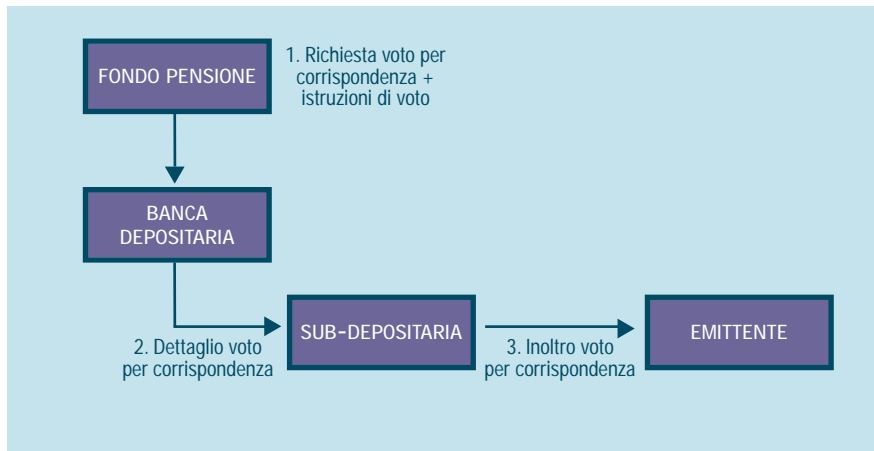 FONDO PENSIONE
1. Richiesta voto per
corrispondenza +
istruzioni di voto
BANCA
DEPOSITARIA
2. Dettaglio voto
per corrispondenza
SUB-DEPOSITARIA
3. Inoltro voto
per corrispondenza
EMITTENTE